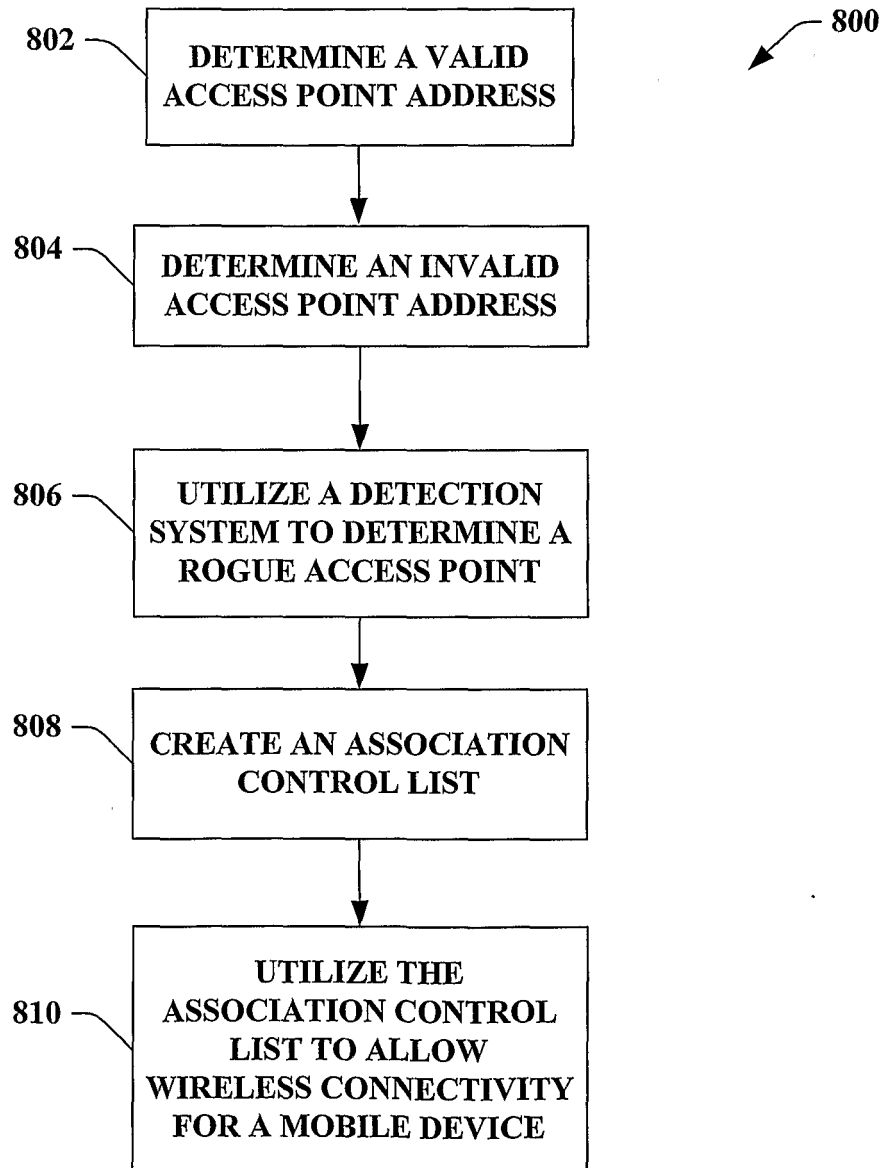 800
802
DETERMINE A VALID
ACCESS POINT ADDRESS
804
DETERMINE AN INVALID
ACCESS POINT ADDRESS
806
UTILIZE A DETECTION
SYSTEM TO DETERMINE A
ROGUE ACCESS POINT
808
CREATE AN ASSOCIATION
CONTROL LIST
810
UTILIZE THE
ASSOCIATION CONTROL
LIST TO ALLOW
WIRELESS CONNECTIVITY
FOR A MOBILE DEVICE